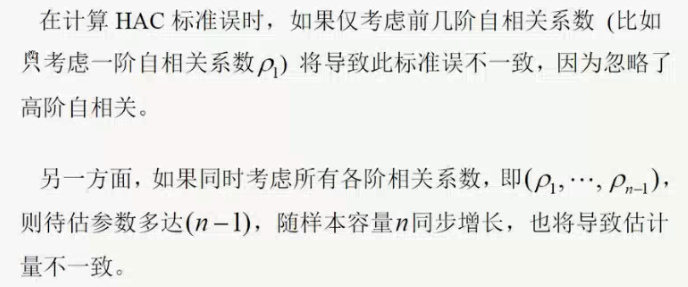 在计算 HAC 标准误时，如果仅考虑前几阶自相关系数 (比如
只考虑一阶自相关系数ρ₁) 将导致此标准误不一致，因为忽略了
高阶自相关。
另一方面，如果同时考虑所有各阶相关系数，即(ρ₁,⋯, ρₙ₋₁)，
则待估参数多达(n−1)，随样本容量n同步增长，也将导致估计
量不一致。